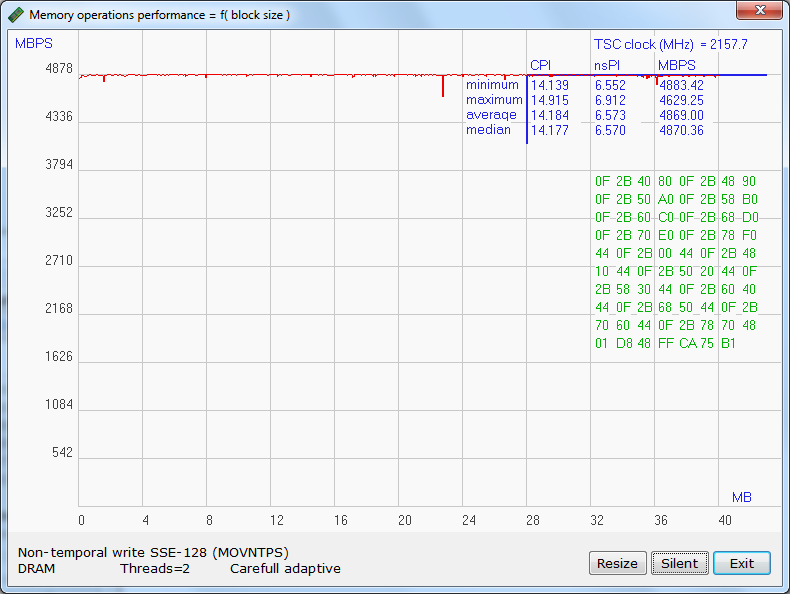 Memory operations performance = f( block size )
MBPS
TSC clock (MHz) = 2157.7
CPI nsPI MBPS
minimum 14.139 6.552 4883.42
maximum 14.915 6.912 4629.25
average 14.184 6.573 4869.00
median 14.177 6.570 4870.36
4878
4336
3794
3252
2710
2168
1626
1084
542
0F 2B 40 80 0F 2B 48 90
0F 2B 50 A0 0F 2B 58 B0
0F 2B 60 C0 0F 2B 68 D0
0F 2B 70 E0 0F 2B 78 F0
44 0F 2B 00 44 0F 2B 48
10 44 0F 2B 50 20 44 0F
2B 58 30 44 0F 2B 60 40
44 0F 2B 68 50 44 0F 2B
70 60 44 0F 2B 78 70 48
01 D8 48 FF CA 75 B1
MB
0 4 8 12 16 20 24 28 32 36 40
Non-temporal write SSE-128 (MOVNTPS)
DRAM Threads=2 Carefull adaptive
Resize Silent Exit